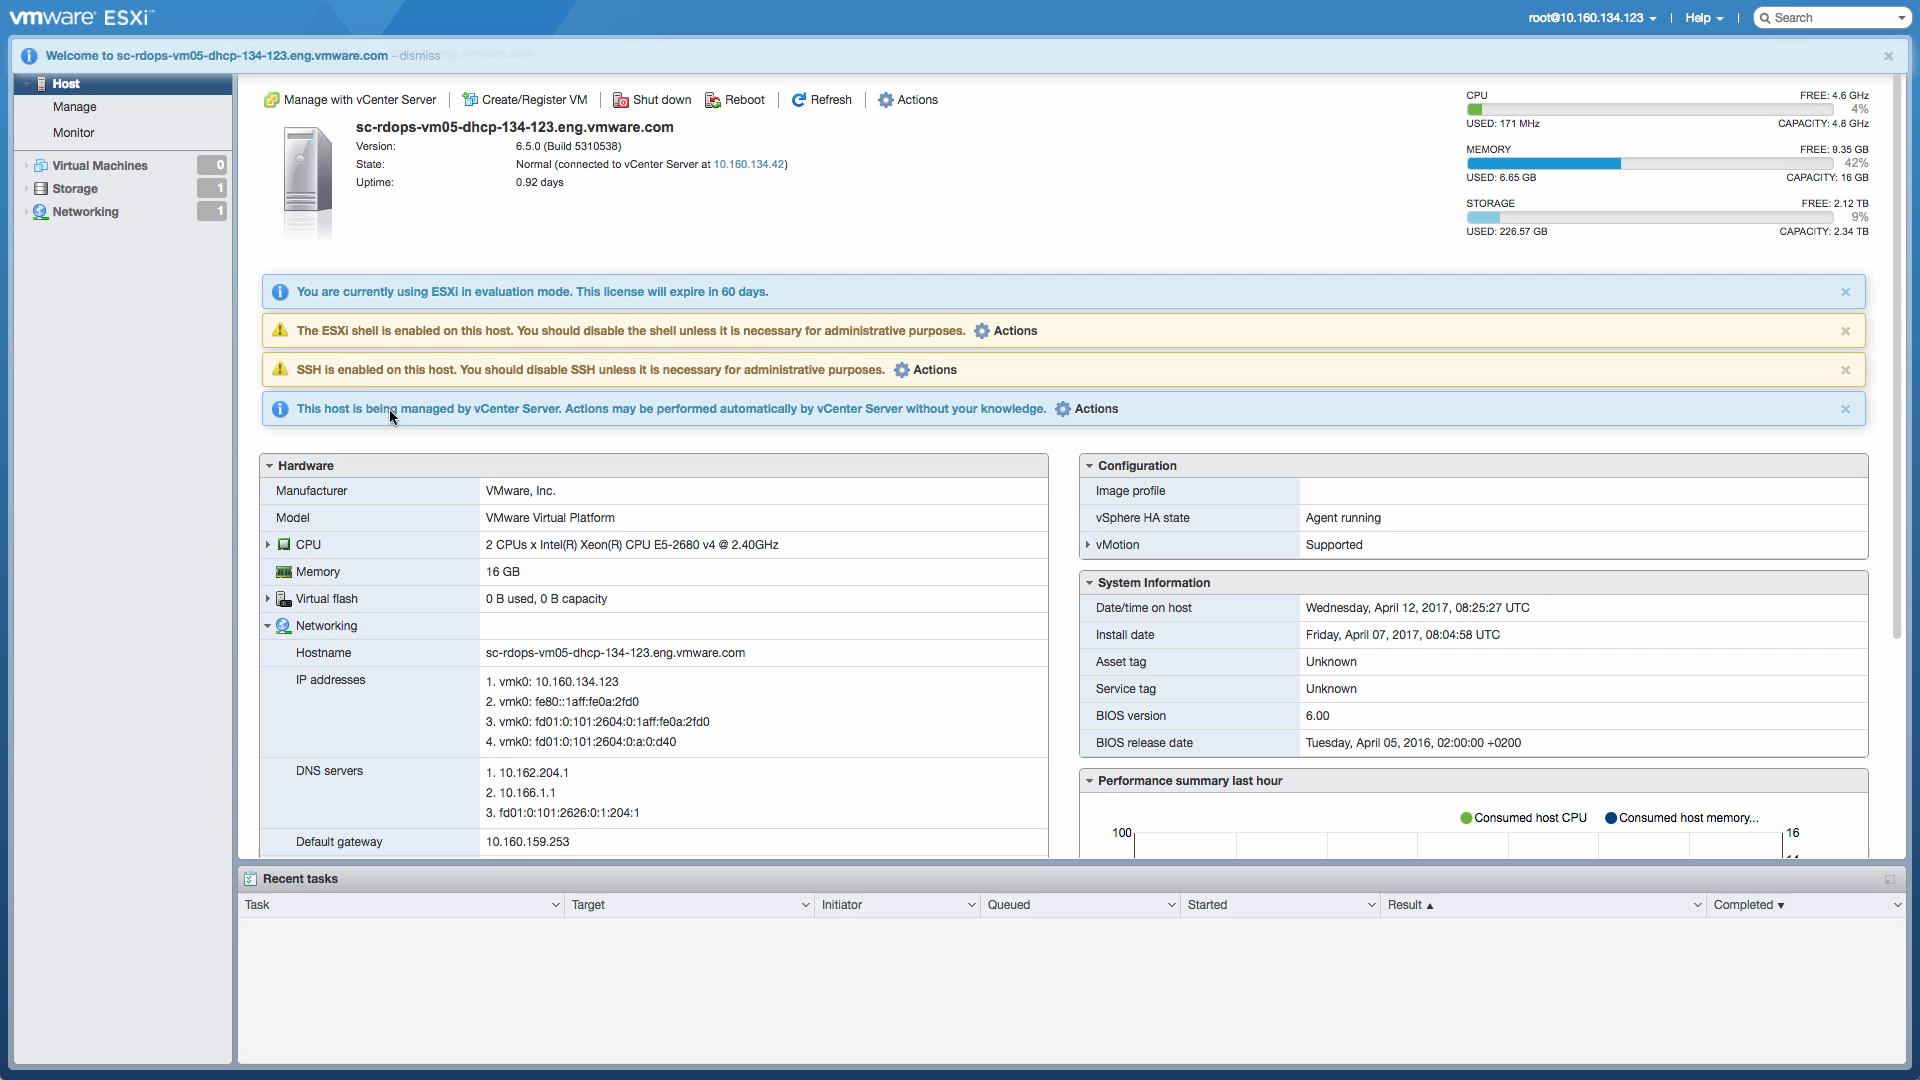 vmware ESXi™
root@10.160.134.123
Help
Search
Welcome to sc-rdops-vm05-dhcp-134-123.eng.vmware.com - dismiss
Host
Manage
Monitor
Virtual Machines 0
Storage 1
Networking 1
Manage with vCenter Server
Create/Register VM
Shut down
Reboot
Refresh
Actions
sc-rdops-vm05-dhcp-134-123.eng.vmware.com
Version: 6.5.0 (Build 5310538)
State: Normal (connected to vCenter Server at 10.160.134.42)
Uptime: 0.92 days
CPU FREE: 4.6 GHz
4%
USED: 171 MHz CAPACITY: 4.8 GHz
MEMORY FREE: 9.35 GB
42%
USED: 6.65 GB CAPACITY: 16 GB
STORAGE FREE: 2.12 TB
9%
USED: 226.57 GB CAPACITY: 2.34 TB
You are currently using ESXi in evaluation mode. This license will expire in 60 days.
The ESXi shell is enabled on this host. You should disable the shell unless it is necessary for administrative purposes. Actions
SSH is enabled on this host. You should disable SSH unless it is necessary for administrative purposes. Actions
This host is being managed by vCenter Server. Actions may be performed automatically by vCenter Server without your knowledge. Actions
Hardware
Manufacturer VMware, Inc.
Model VMware Virtual Platform
CPU 2 CPUs x Intel(R) Xeon(R) CPU E5-2680 v4 @ 2.40GHz
Memory 16 GB
Virtual flash 0 B used, 0 B capacity
Networking
Hostname sc-rdops-vm05-dhcp-134-123.eng.vmware.com
IP addresses 1. vmk0: 10.160.134.123
2. vmk0: fe80::1aff:fe0a:2fd0
3. vmk0: fd01:0:101:2604:0:1aff:fe0a:2fd0
4. vmk0: fd01:0:101:2604:0:a:0:d40
DNS servers 1. 10.162.204.1
2. 10.166.1.1
3. fd01:0:101:2626:0:1:204:1
Default gateway 10.160.159.253
Configuration
Image profile
vSphere HA state Agent running
vMotion Supported
System Information
Date/time on host Wednesday, April 12, 2017, 08:25:27 UTC
Install date Friday, April 07, 2017, 08:04:58 UTC
Asset tag Unknown
Service tag Unknown
BIOS version 6.00
BIOS release date Tuesday, April 05, 2016, 02:00:00 +0200
Performance summary last hour
Consumed host CPU Consumed host memory...
100 16
Recent tasks
Task Target Initiator Queued Started Result Completed